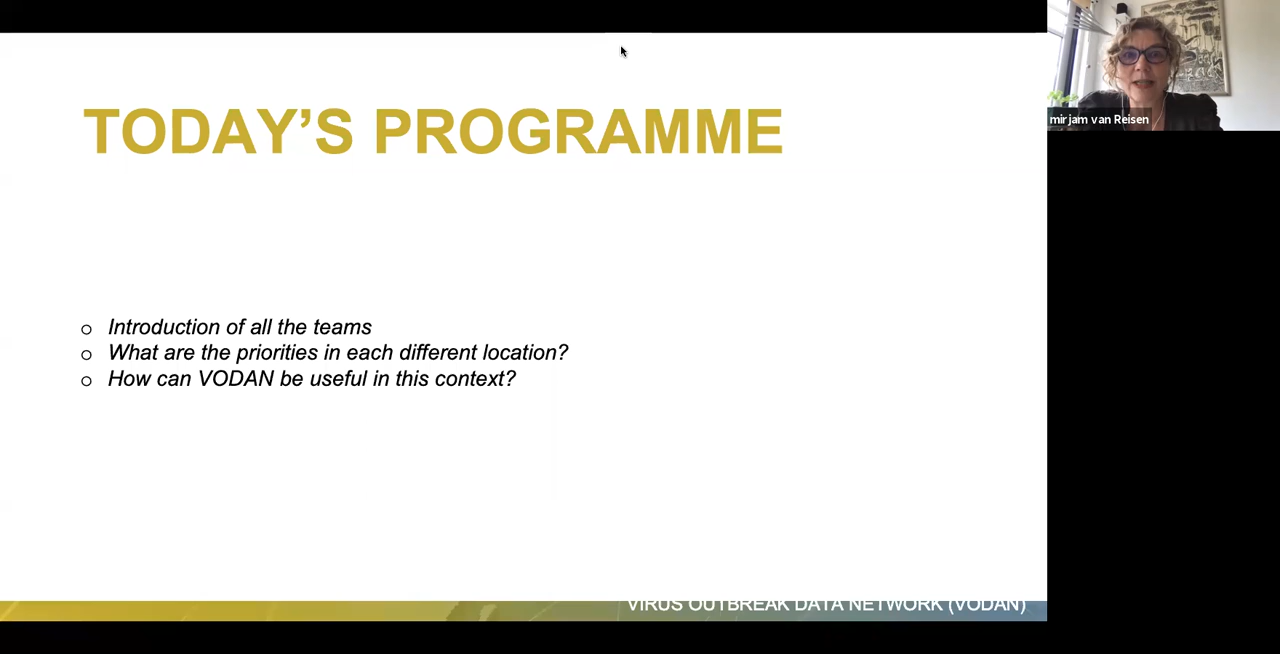 TODAY’S PROGRAMME
mirjam van Reisen
o Introduction of all the teams
o What are the priorities in each different location?
o How can VODAN be useful in this context?
VIRUS OUTBREAK DATA NETWORK (VODAN)